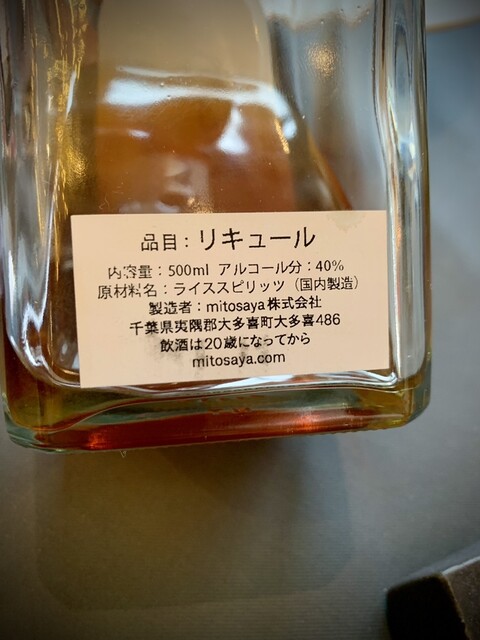 品目：リキュール
内容量：500ml アルコール分：40%
原材料名：ライススピリッツ（国内製造）
製造者：mitosaya株式会社
千葉県夷隅郡大多喜町大多喜486
飲酒は20歳になってから
mitosaya.com